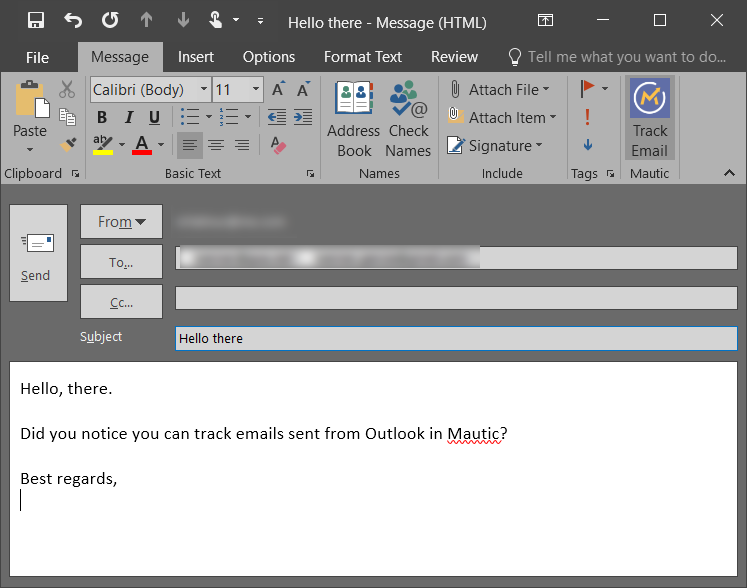 Hello there - Message (HTML)
File Message Insert Options Format Text Review Tell me what you want to do...
Calibri (Body) 11 A A
Paste B I U ab A
Address Book
Check Names
Attach File
Attach Item
Signature
Track Email
Clipboard Basic Text Names Include Tags Mautic
Send
From
To...
Cc...
Subject Hello there
Hello, there.
Did you notice you can track emails sent from Outlook in Mautic?
Best regards,